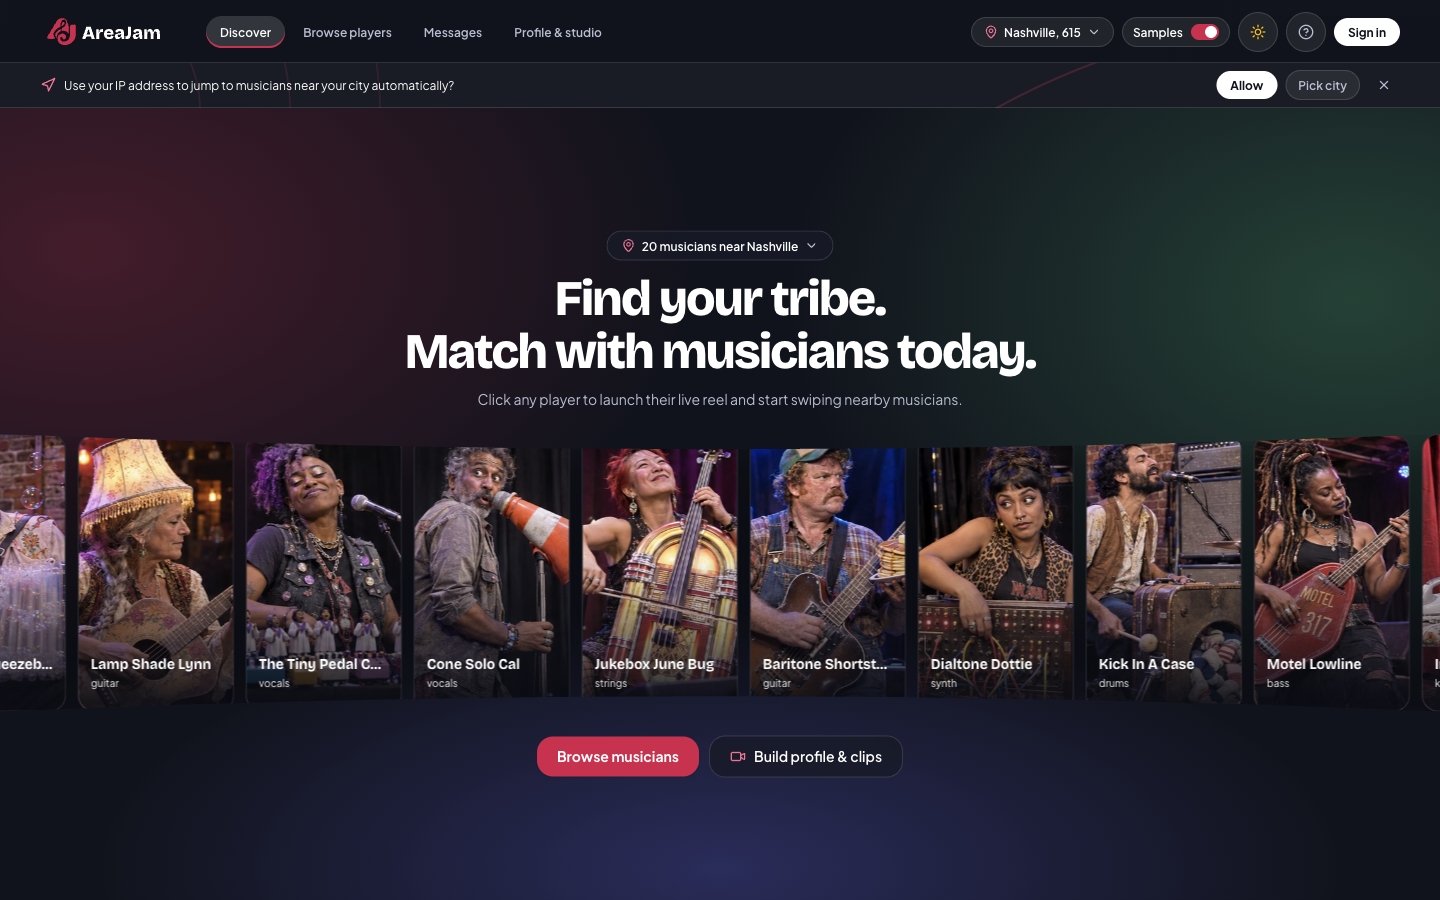 AreaJam
Discover
Browse players
Messages
Profile & studio
Nashville, 615
Samples
Sign in
Use your IP address to jump to musicians near your city automatically?
Allow
Pick city
20 musicians near Nashville
Find your tribe.
Match with musicians today.
Click any player to launch their live reel and start swiping nearby musicians.
MOTEL
317
eezeb...
Lamp Shade Lynn
guitar
The Tiny Pedal C...
vocals
Cone Solo Cal
vocals
Jukebox June Bug
strings
Baritone Shortst...
guitar
Dialtone Dottie
synth
Kick In A Case
drums
Motel Lowline
bass
Browse musicians
Build profile & clips